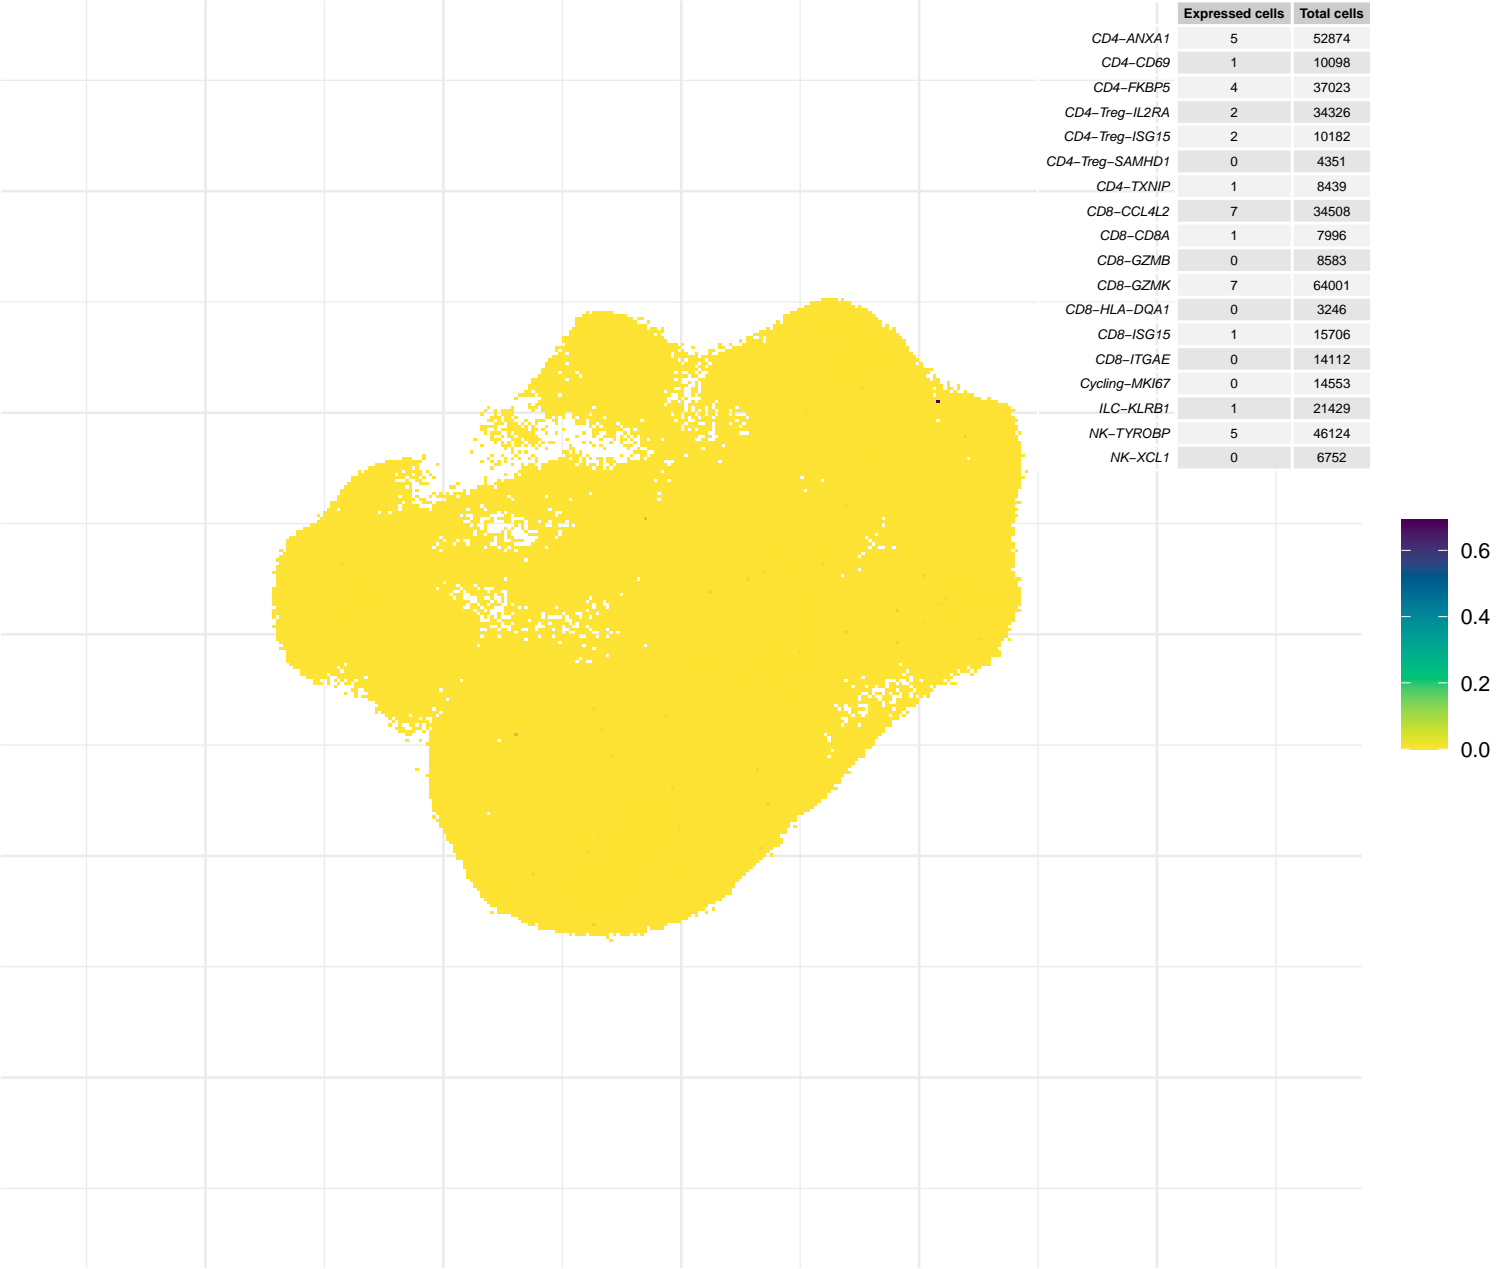 Expressed cells Total cells
CD4−ANXA1 5 52874
CD4−CD69 1 10098
CD4−FKBP5 4 37023
CD4−Treg−IL2RA 2 34326
CD4−Treg−ISG15 2 10182
CD4−Treg−SAMHD1 0 4351
CD4−TXNIP 1 8439
CD8−CCL4L2 7 34508
CD8−CD8A 1 7996
CD8−GZMB 0 8583
CD8−GZMK 7 64001
CD8−HLA−DQA1 0 3246
CD8−ISG15 1 15706
CD8−ITGAE 0 14112
Cycling−MKI67 0 14553
ILC−KLRB1 1 21429
NK−TYROBP 5 46124
NK−XCL1 0 6752
0.6
0.4
0.2
0.0